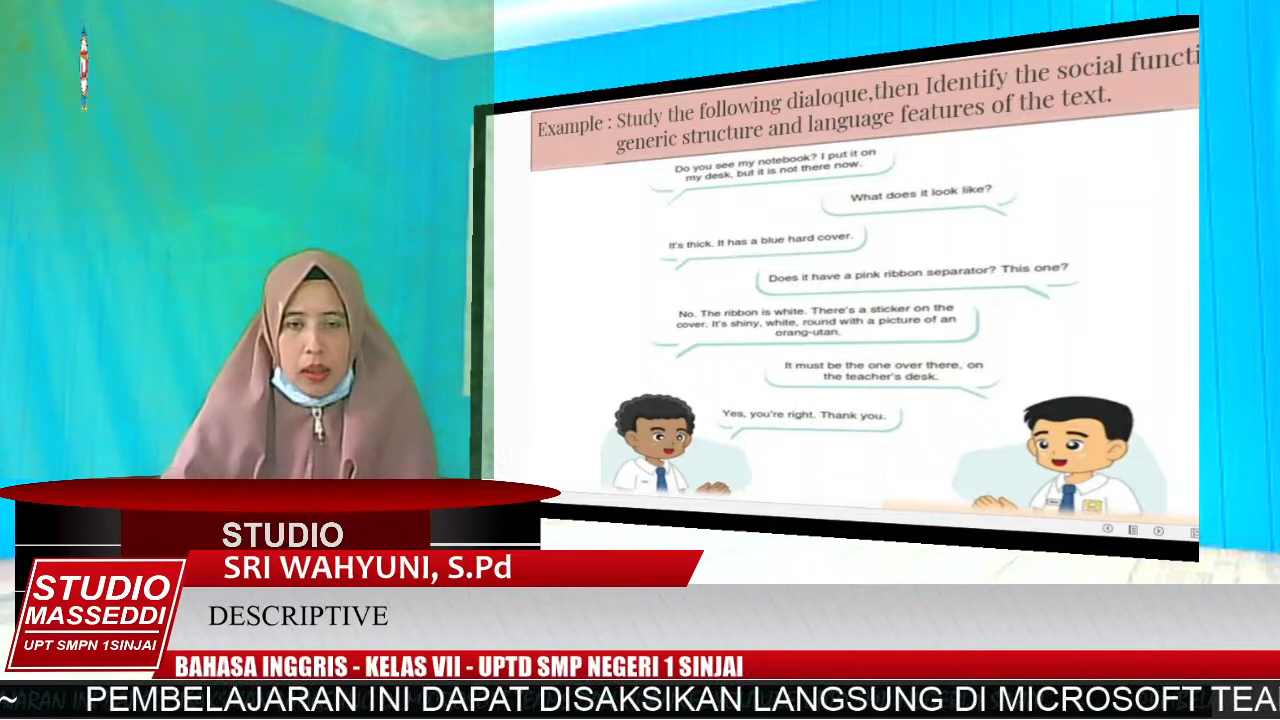 Example : Study the following dialoque,then Identify the social functi
generic structure and language features of the text.
Do you see my notebook? I put it on
my desk, but it is not there now.
What does it look like?
It's thick. It has a blue hard cover.
Does it have a pink ribbon separator? This one?
No. The ribbon is white. There's a sticker on the
cover. It's shiny, white, round with a picture of an
orang-utan.
It must be the one over there, on
the teacher's desk.
Yes, you're right. Thank you.
STUDIO
SRI WAHYUNI, S.Pd
DESCRIPTIVE
STUDIO
MASSEDDI
UPT SMPN 1SINJAI
BAHASA INGGRIS - KELAS VII - UPTD SMP NEGERI 1 SINJAI
~ PEMBELAJARAN INI DAPAT DISAKSIKAN LANGSUNG DI MICROSOFT TEA